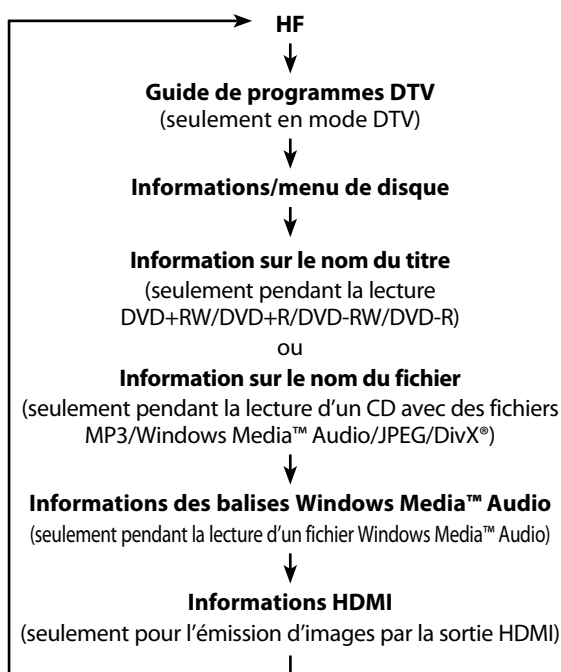 HF
Guide de programmes DTV
(seulement en mode DTV)
Informations/menu de disque
Information sur le nom du titre
(seulement pendant la lecture
DVD+RW/DVD+R/DVD-RW/DVD-R)
ou
Information sur le nom du fichier
(seulement pendant la lecture d’un CD avec des fichiers
MP3/Windows Media™ Audio/JPEG/DivX®)
Informations des balises Windows Media™ Audio
(seulement pendant la lecture d’un fichier Windows Media™ Audio)
Informations HDMI
(seulement pour l’émission d’images par la sortie HDMI)